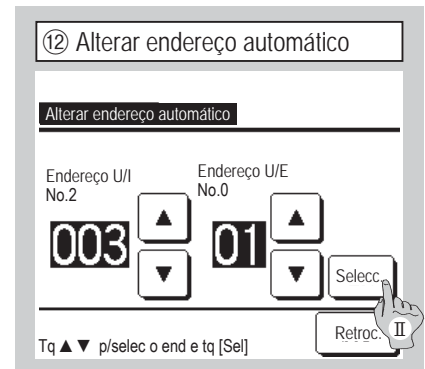 ⑫ Alterar endereço automático
Alterar endereço automático
Endereço U/I
No.2
Endereço U/E
No.0
003
▲
▼
01
▲
▼
Selecc.
Retroc.
II
Tq ▲ ▼ p/selec o end e tq [Sel]